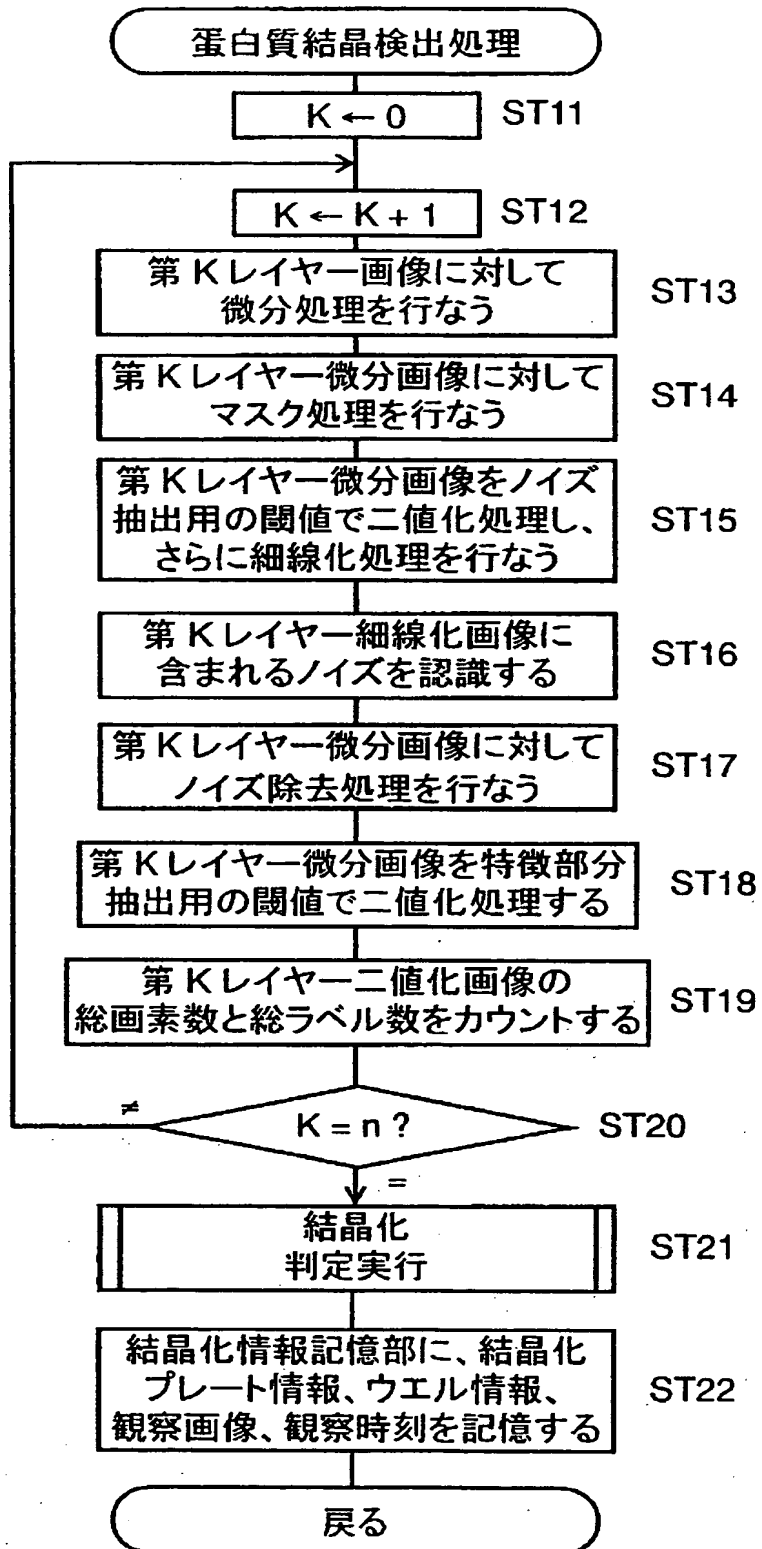 蛋白質結晶検出処理
K ← 0
ST11
K ← K + 1
ST12
第 K レイヤー画像に対して
微分処理を行なう
ST13
第 K レイヤー微分画像に対して
マスク処理を行なう
ST14
第 K レイヤー微分画像をノイズ
抽出用の閾値で二値化処理し、
さらに細線化処理を行なう
ST15
第 K レイヤー細線化画像に
含まれるノイズを認識する
ST16
第 K レイヤー微分画像に対して
ノイズ除去処理を行なう
ST17
第 K レイヤー微分画像を特徴部分
抽出用の閾値で二値化処理する
ST18
第 K レイヤー二値化画像の
総画素数と総ラベル数をカウントする
ST19
≠
K = n ?
ST20
=
結晶化
判定実行
ST21
結晶化情報記憶部に、結晶化
プレート情報、ウエル情報、
観察画像、観察時刻を記憶する
ST22
戻る